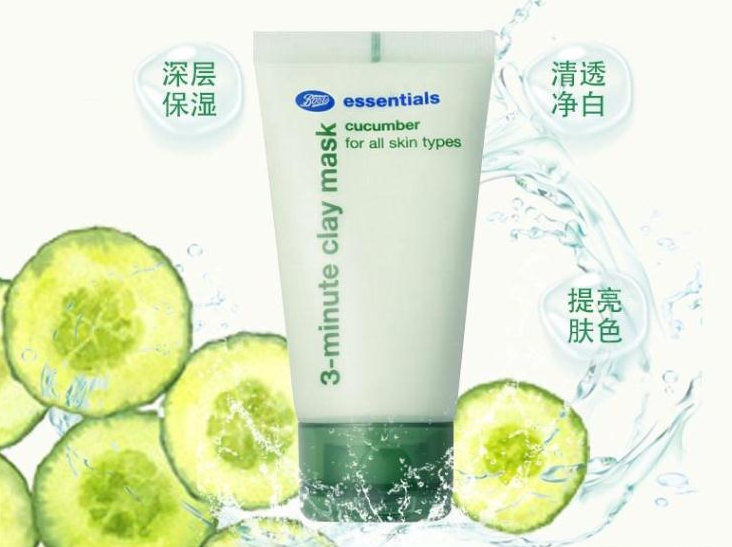 深层
保湿
清透
净白
Boots essentials
cucumber
for all skin types
3-minute clay mask
提亮
肤色